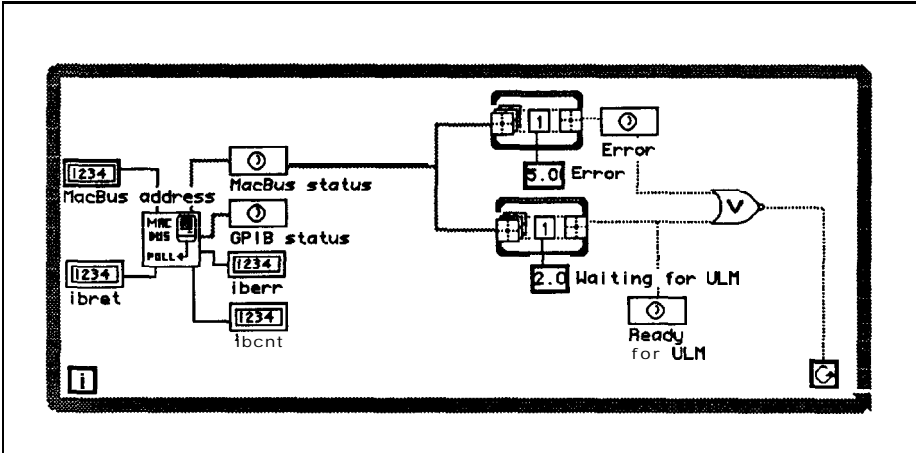 1
Error
5.0 Error
1234
MacBus address
MacBus status
MAC
BUS
POLL
GPIB status
1
V
1234
ibret
1234
iberr
2.0 Waiting for ULM
1234
ibcnt
Ready
for ULM
i